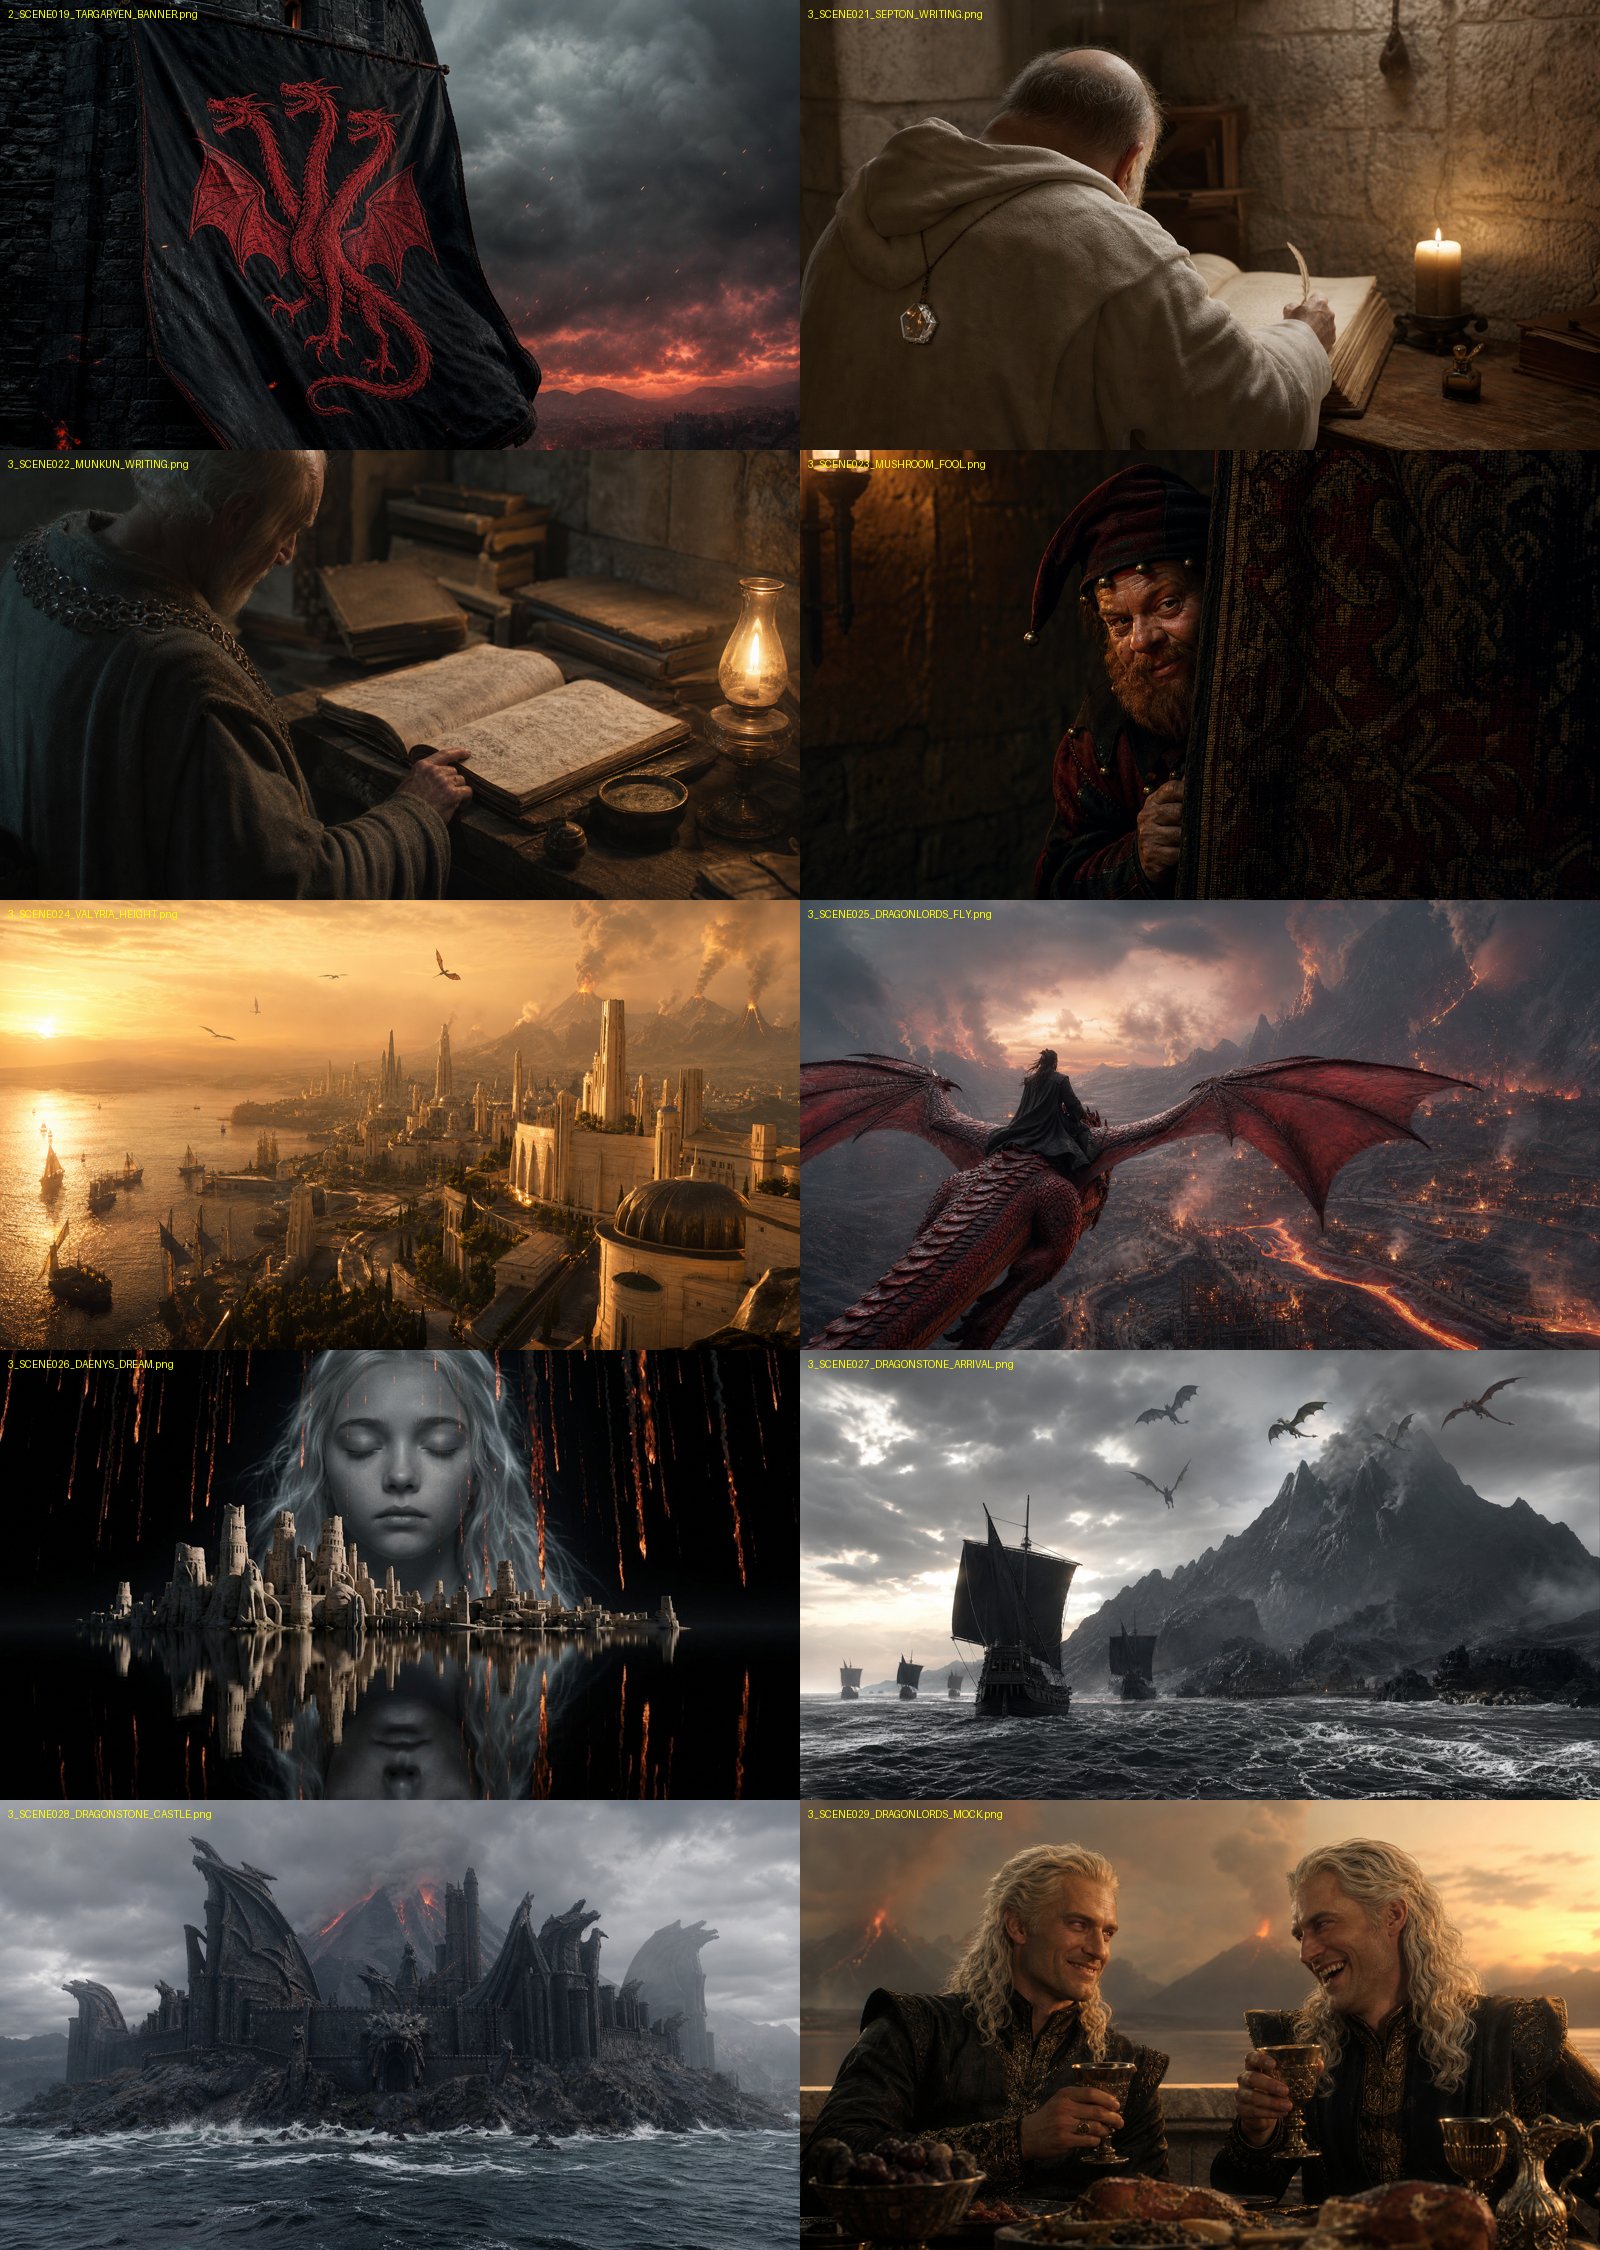 2_SCENE019_TARGARYEN_BANNER.png
3_SCENE021_SEPTON_WRITING.png
3_SCENE022_MUNKUN_WRITING.png
3_SCENE023_MUSHROOM_FOOL.png
3_SCENE024_VALYRIA_HEIGHT.png
3_SCENE025_DRAGONLORDS_FLY.png
3_SCENE026_DAENYS_DREAM.png
3_SCENE027_DRAGONSTONE_ARRIVAL.png
3_SCENE028_DRAGONSTONE_CASTLE.png
3_SCENE029_DRAGONLORDS_MOCK.png